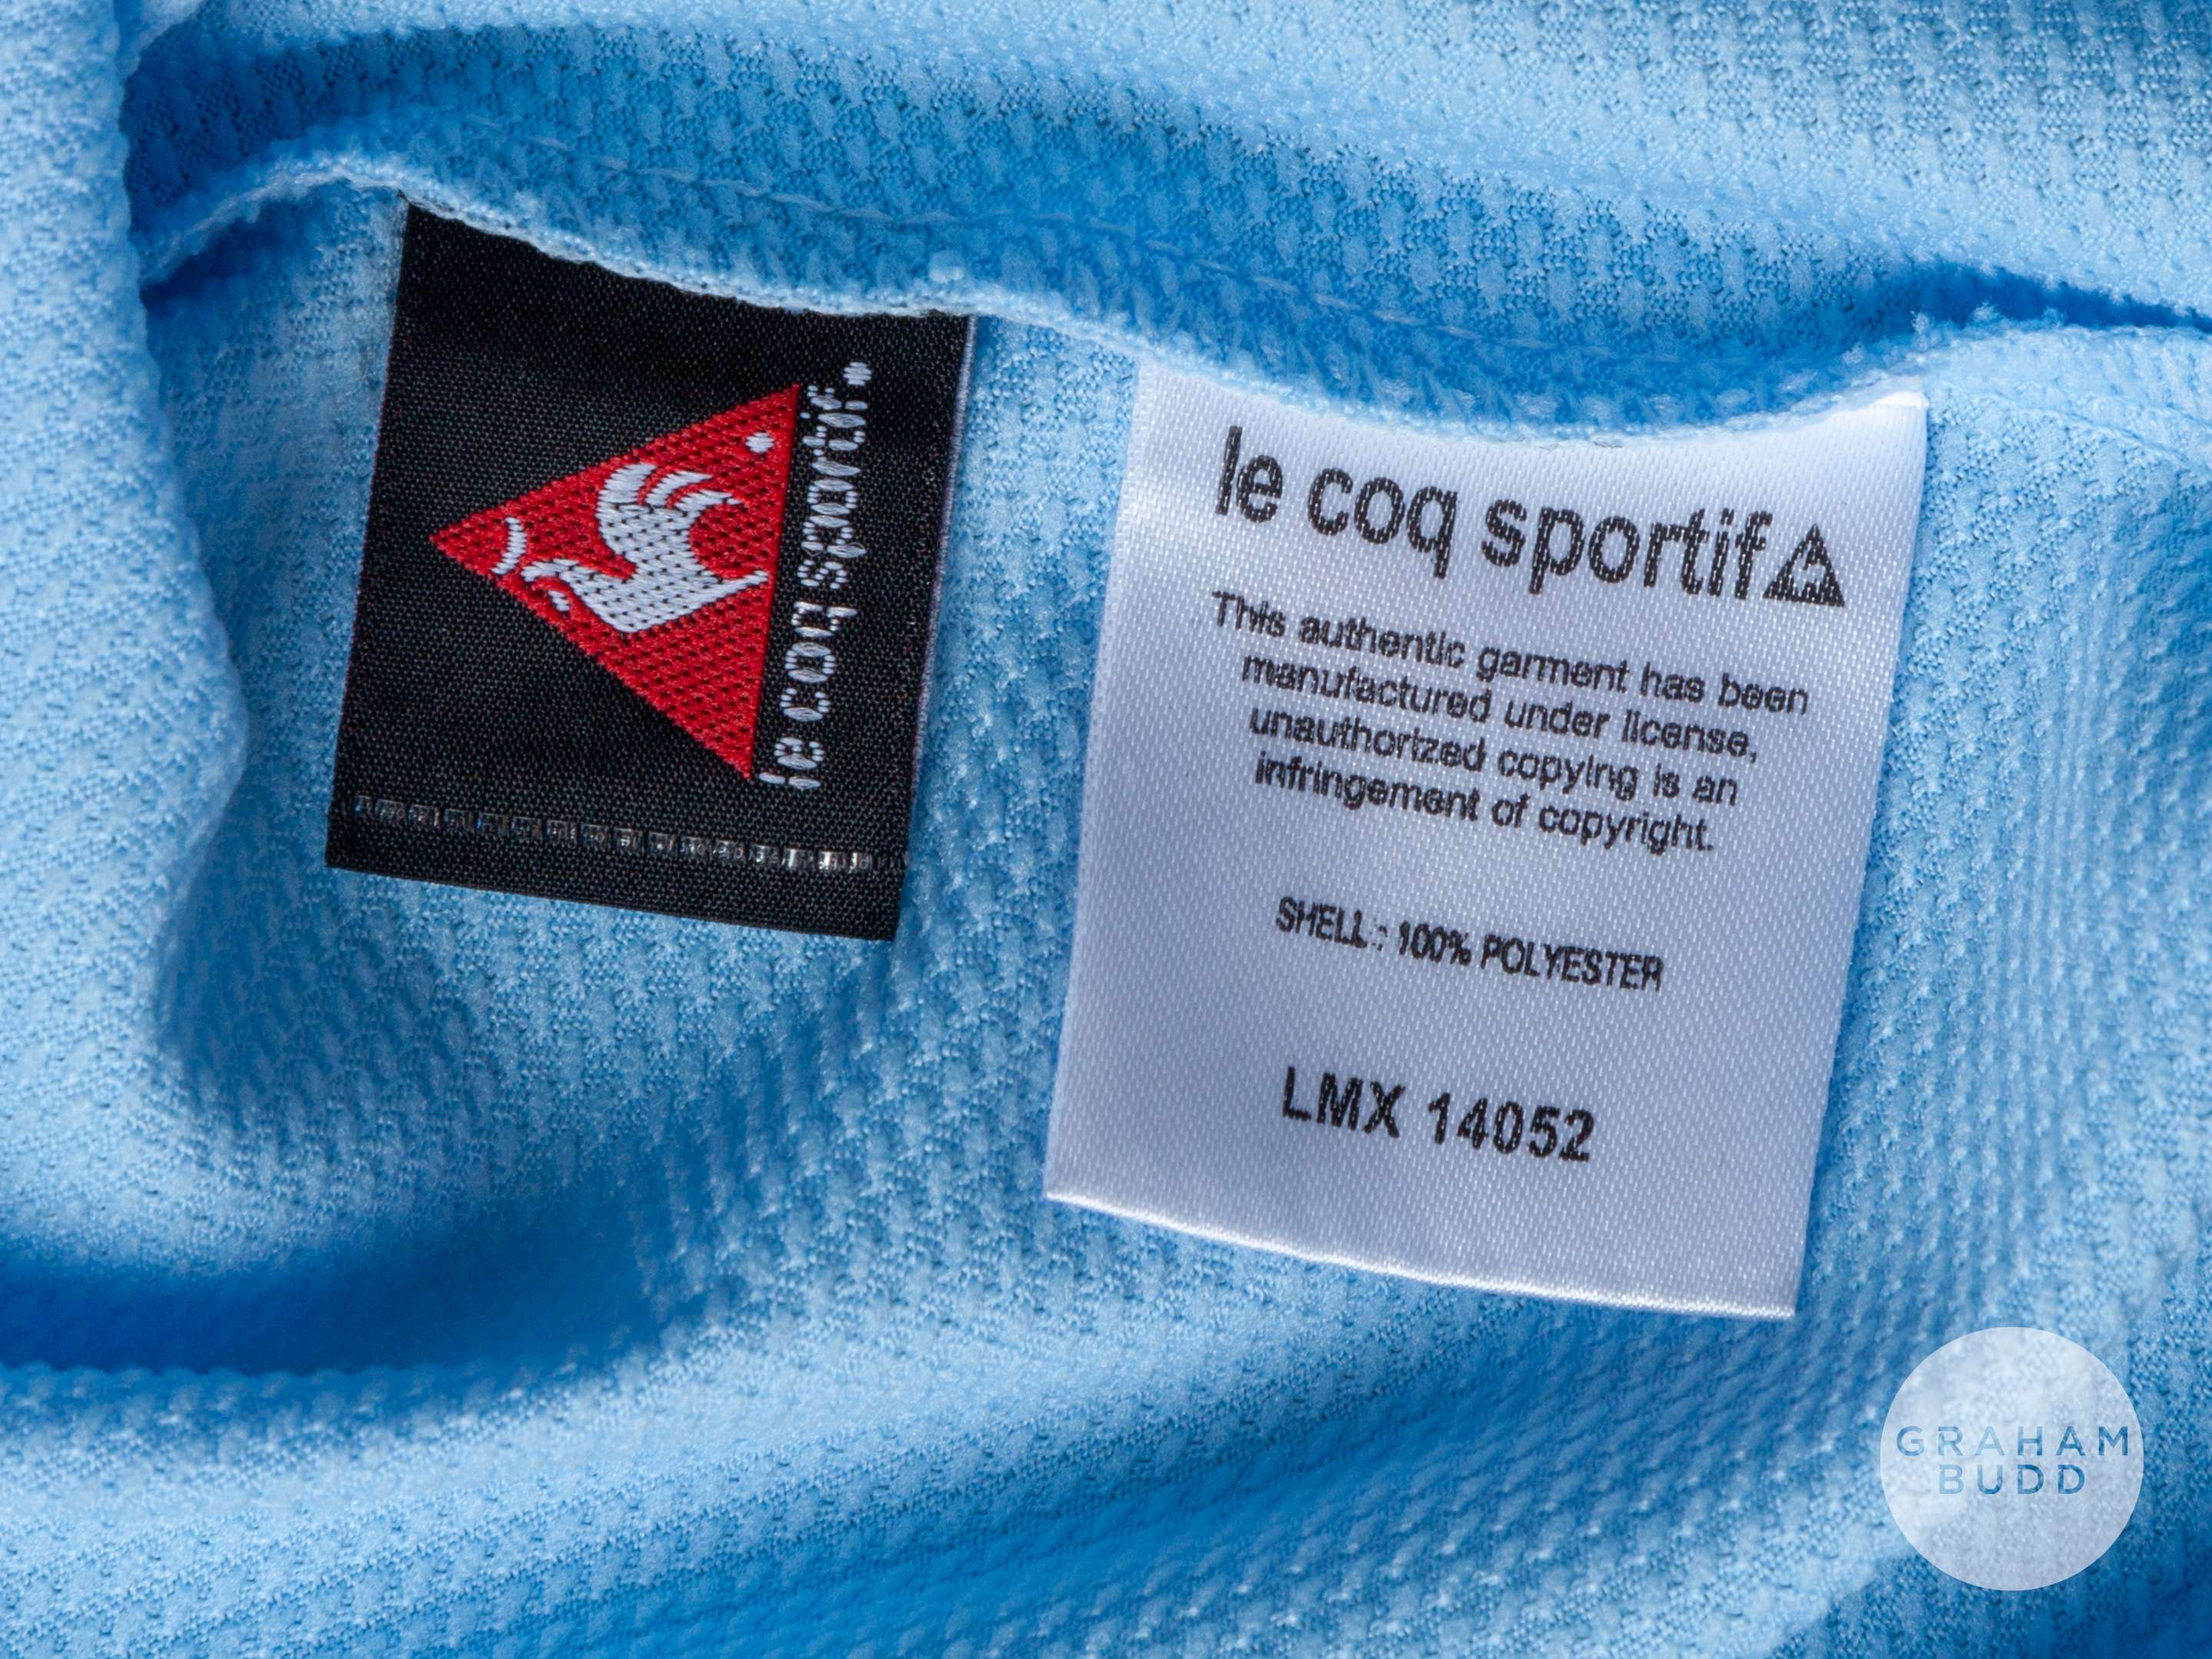 le coq sportif
le coq sportif
This authentic garment has been
manufactured under license,
unauthorized copying is an
infringement of copyright.
SHELL : 100% POLYESTER
LMX 14052
GRAHAM
BUDD